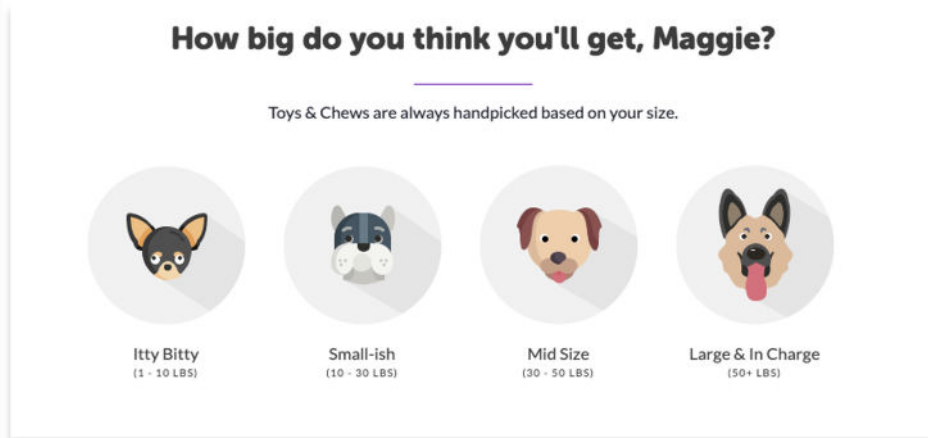 How big do you think you'll get, Maggie?
Toys & Chews are always handpicked based on your size.
Itty Bitty
(1 - 10 LBS)
Small-ish
(10 - 30 LBS)
Mid Size
(30 - 50 LBS)
Large & In Charge
(50+ LBS)